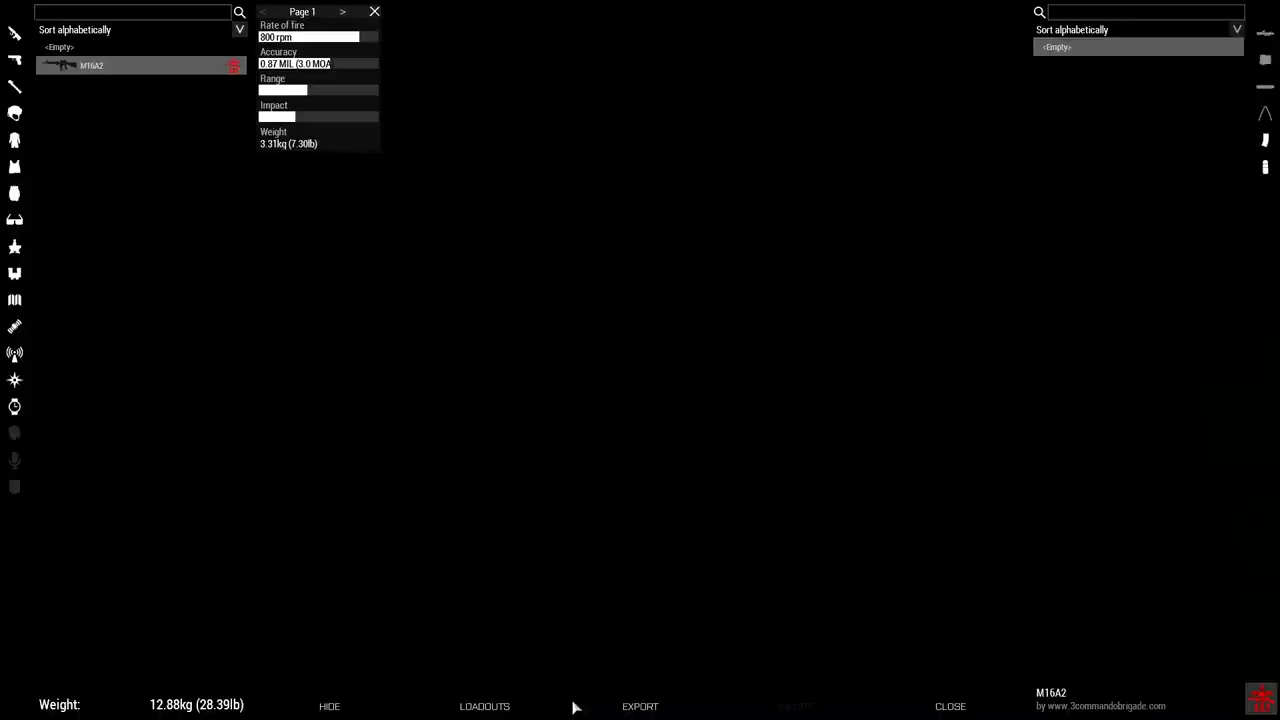 Sort alphabetically
<Empty>
M16A2
< Page 1 >
Rate of fire
800 rpm
Accuracy
0.87 MIL (3.0 MOA
Range
Impact
Weight
3.31kg (7.30lb)
Sort alphabetically
<Empty>
Weight: 12.88kg (28.39lb)
HIDE
LOADOUTS
EXPORT
CLOSE
M16A2
by www.3commandobrigade.com